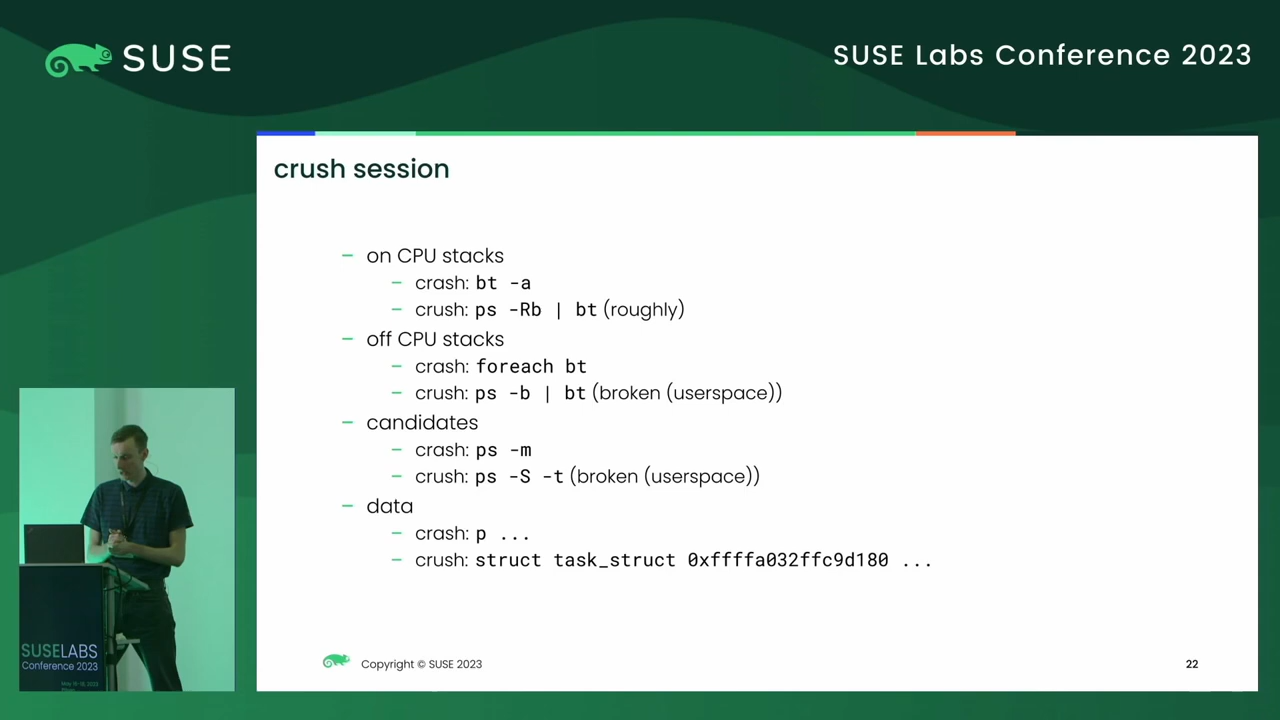 SUSE
SUSE Labs Conference 2023
crush session
– on CPU stacks
– crash: bt -a
– crush: ps -Rb | bt (roughly)
– off CPU stacks
– crash: foreach bt
– crush: ps -b | bt (broken (userspace))
– candidates
– crash: ps -m
– crush: ps -S -t (broken (userspace))
– data
– crash: p ...
– crush: struct task_struct 0xffffa032ffc9d180 ...
Copyright © SUSE 2023
22
SUSELABS
Conference 2023